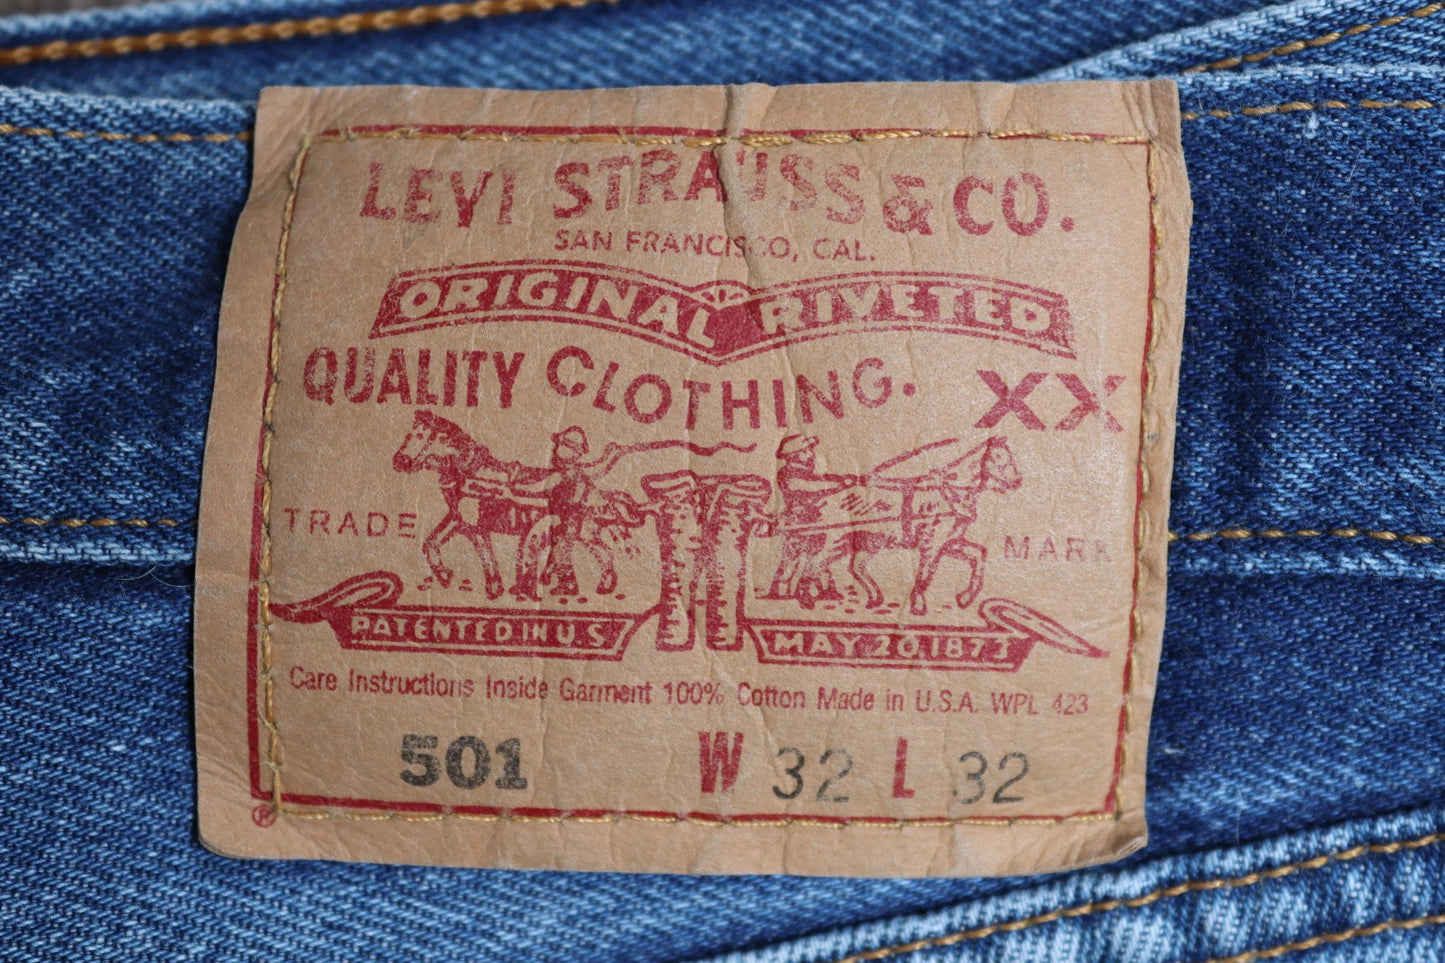 LEVI STRAUSS & CO.
SAN FRANCISCO, CAL.
ORIGINAL RIVETED
QUALITY CLOTHING. XX
TRADE MARK
PATENTED IN U.S MAY 20,1873
Care Instructions Inside Garment 100% Cotton Made in U.S.A. WPL 423
501 W 32 L 32
®